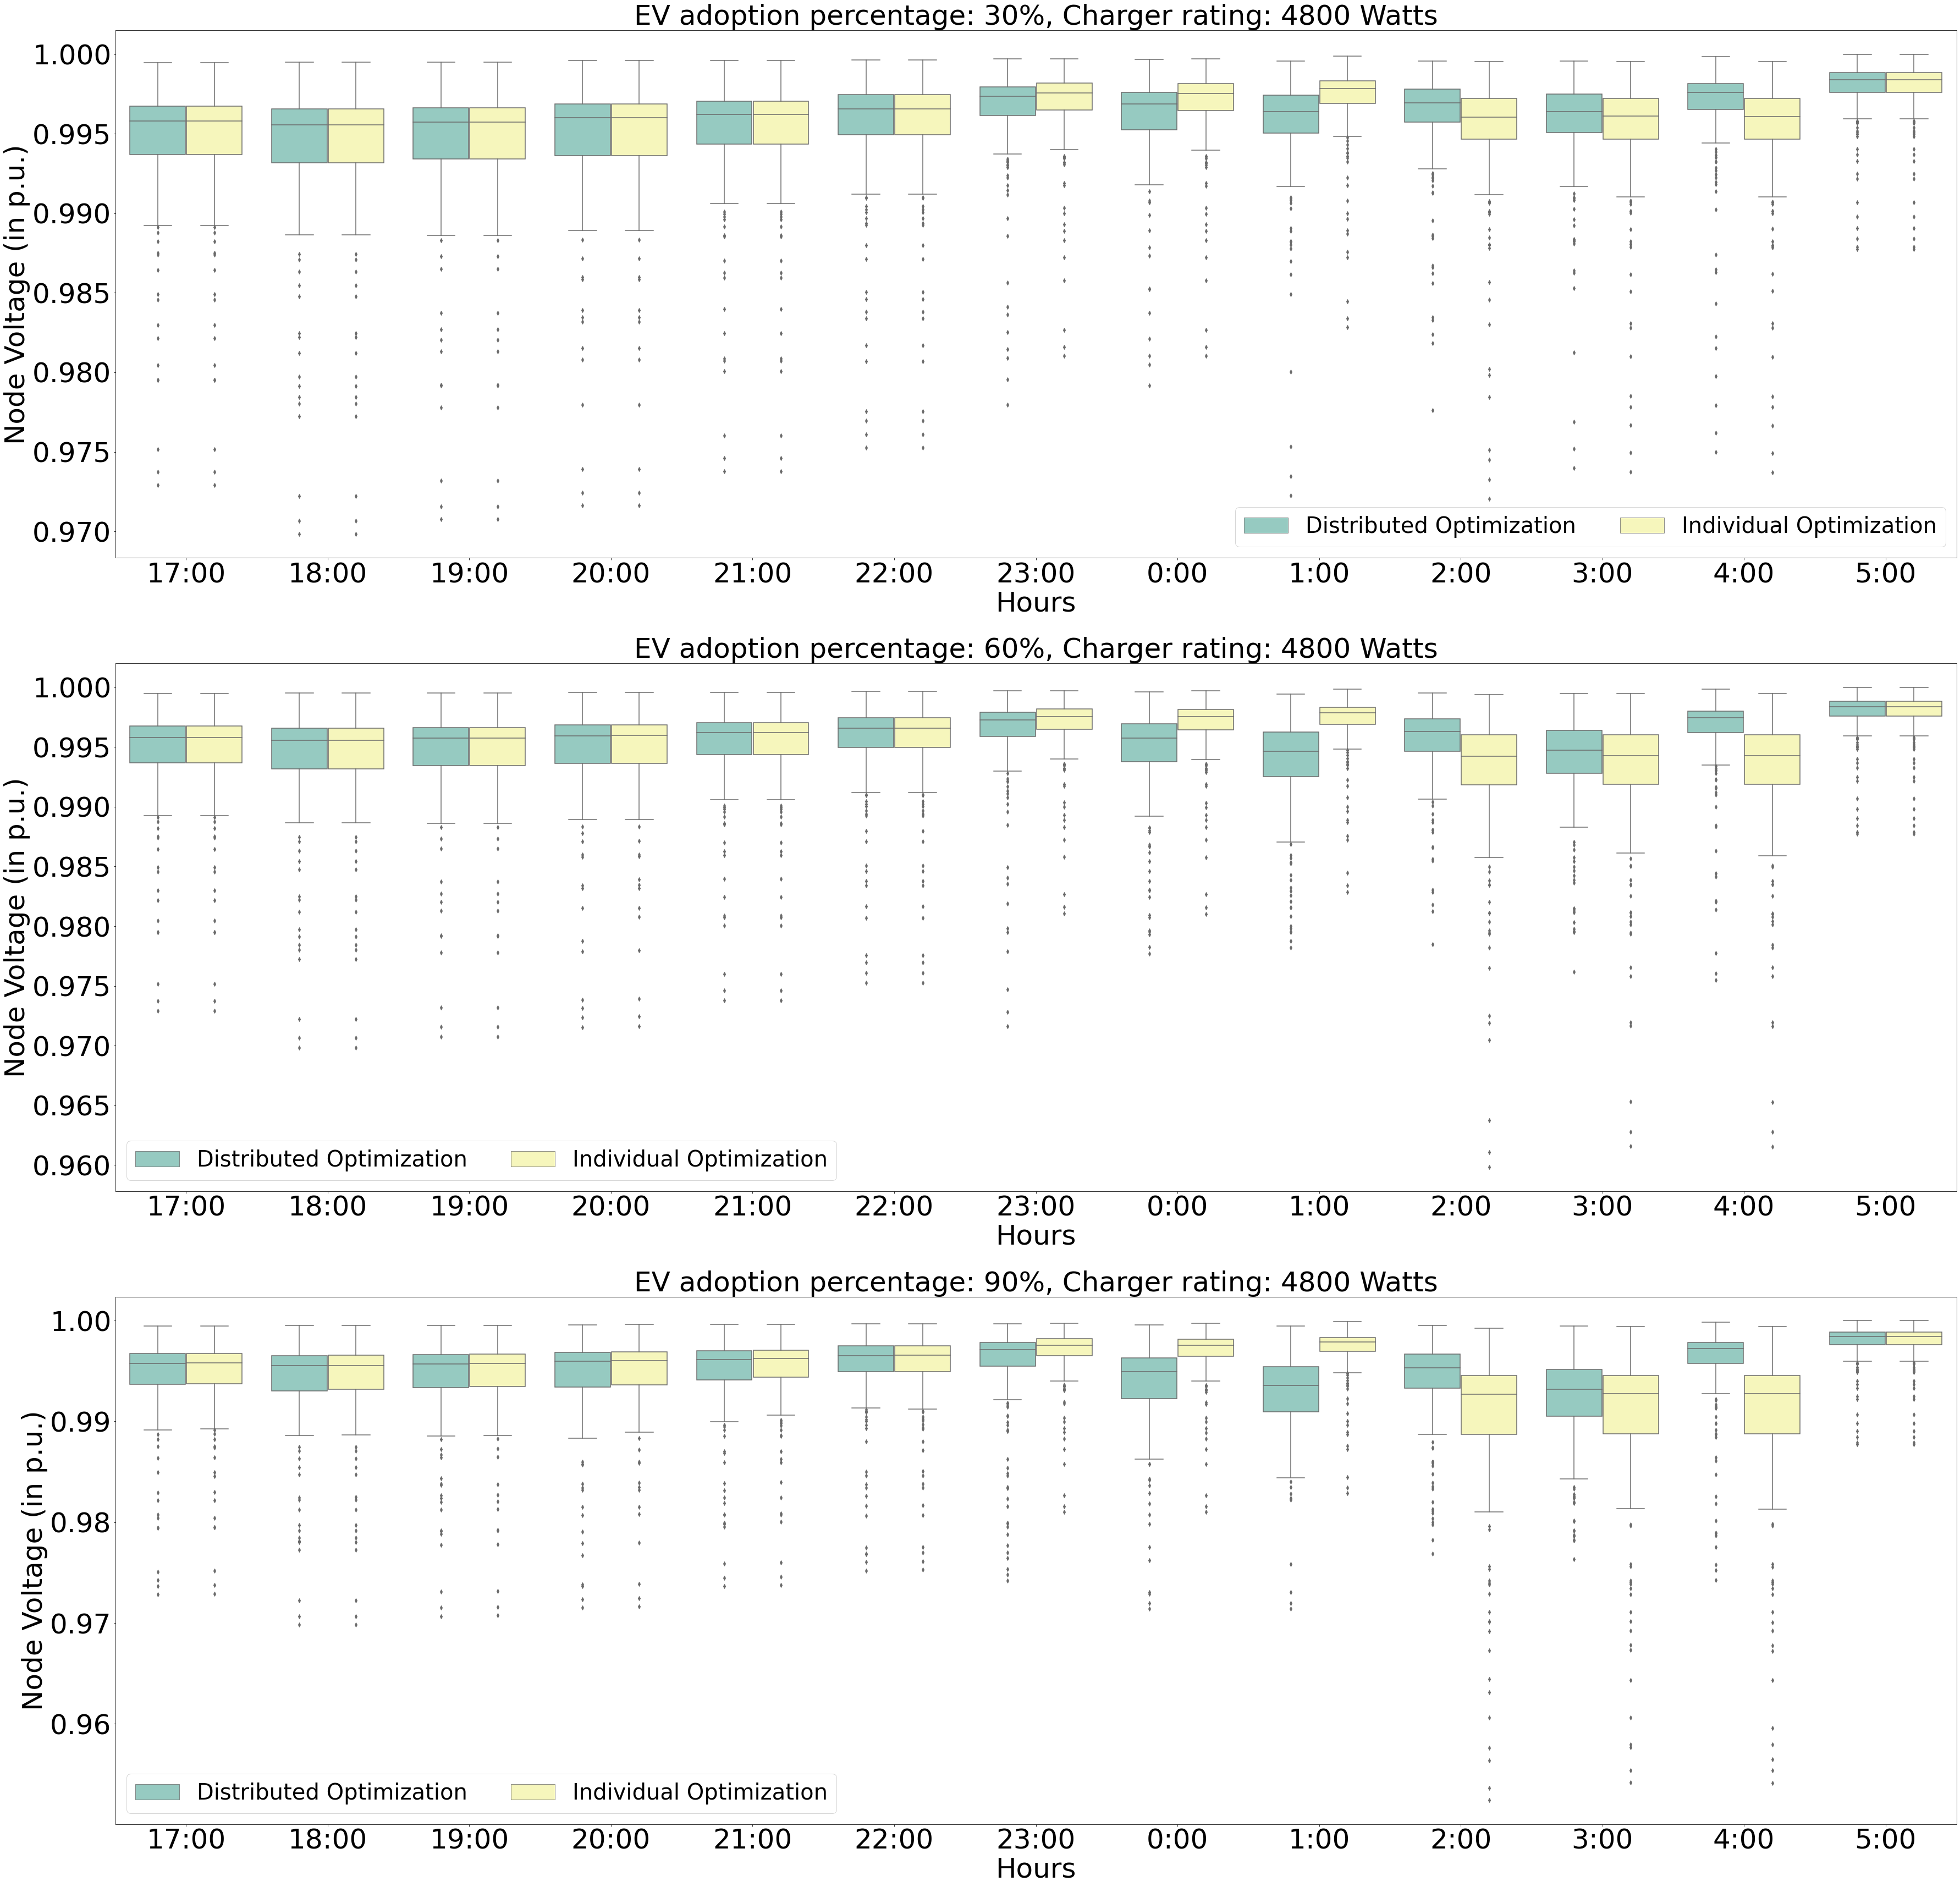 EV adoption percentage: 30%, Charger rating: 4800 Watts
Node Voltage (in p.u.)
1.000
0.995
0.990
0.985
0.980
0.975
0.970
Distributed Optimization Individual Optimization
17:00 18:00 19:00 20:00 21:00 22:00 23:00 0:00 1:00 2:00 3:00 4:00 5:00
Hours
EV adoption percentage: 60%, Charger rating: 4800 Watts
Node Voltage (in p.u.)
1.000
0.995
0.990
0.985
0.980
0.975
0.970
0.965
0.960
Distributed Optimization Individual Optimization
17:00 18:00 19:00 20:00 21:00 22:00 23:00 0:00 1:00 2:00 3:00 4:00 5:00
Hours
EV adoption percentage: 90%, Charger rating: 4800 Watts
Node Voltage (in p.u.)
1.00
0.99
0.98
0.97
0.96
Distributed Optimization Individual Optimization
17:00 18:00 19:00 20:00 21:00 22:00 23:00 0:00 1:00 2:00 3:00 4:00 5:00
Hours